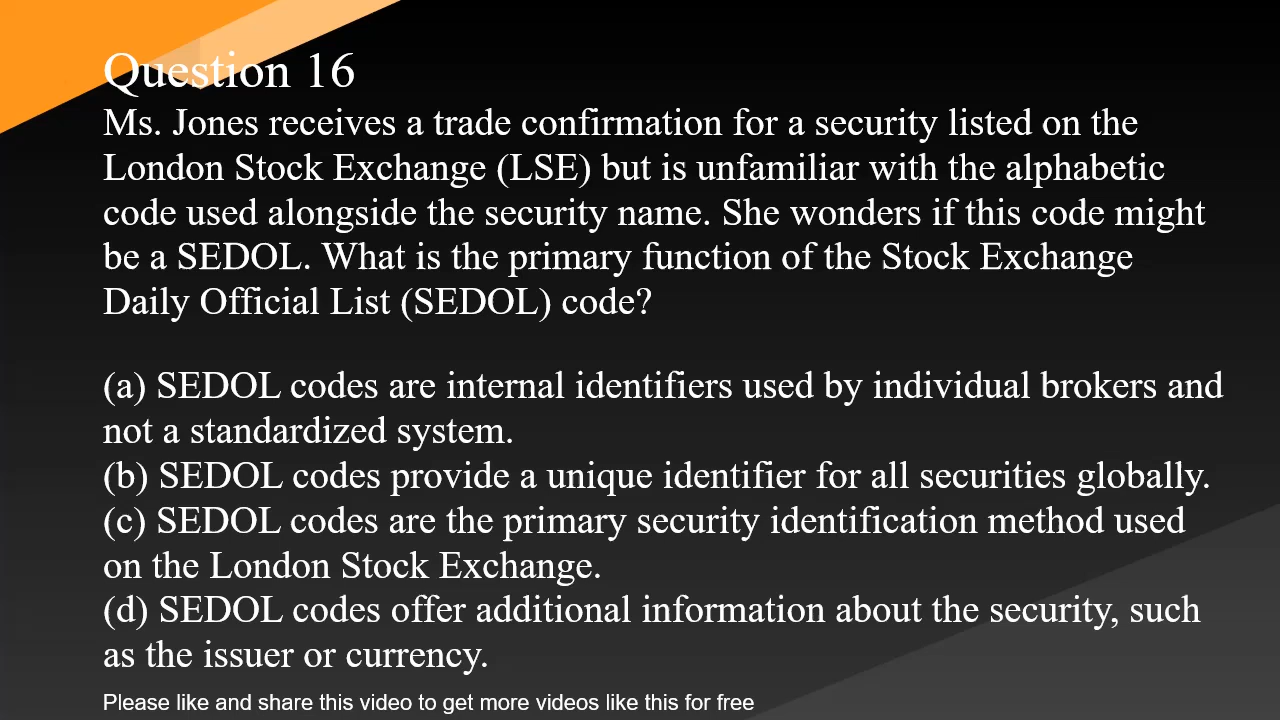 Question 16
Ms. Jones receives a trade confirmation for a security listed on the
London Stock Exchange (LSE) but is unfamiliar with the alphabetic
code used alongside the security name. She wonders if this code might
be a SEDOL. What is the primary function of the Stock Exchange
Daily Official List (SEDOL) code?
(a) SEDOL codes are internal identifiers used by individual brokers and
not a standardized system.
(b) SEDOL codes provide a unique identifier for all securities globally.
(c) SEDOL codes are the primary security identification method used
on the London Stock Exchange.
(d) SEDOL codes offer additional information about the security, such
as the issuer or currency.
Please like and share this video to get more videos like this for free